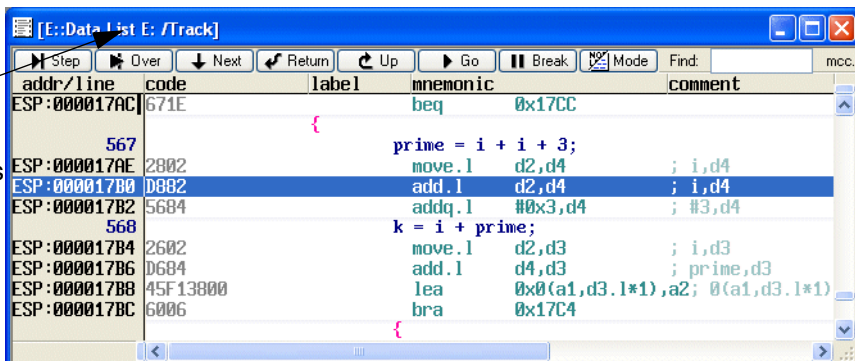 [E::Data List E: /Track]
Step Over Next Return Up Go Break Mode Find: mcc.
addr/line code label mnemonic comment
ESP:000017AC 671E beq 0x17CC
{
567 prime = i + i + 3;
ESP:000017AE 2802 move.l d2,d4 ; i,d4
ESP:000017B0 D882 add.l d2,d4 ; i,d4
ESP:000017B2 5684 addq.l #0x3,d4 ; #3,d4
568 k = i + prime;
ESP:000017B4 2602 move.l d2,d3 ; i,d3
ESP:000017B6 D684 add.l d4,d3 ; prime,d3
ESP:000017B8 45F13800 lea 0x0(a1,d3.l*1),a2; 0(a1,d3.l*1)
ESP:000017BC 6006 bra 0x17C4
{